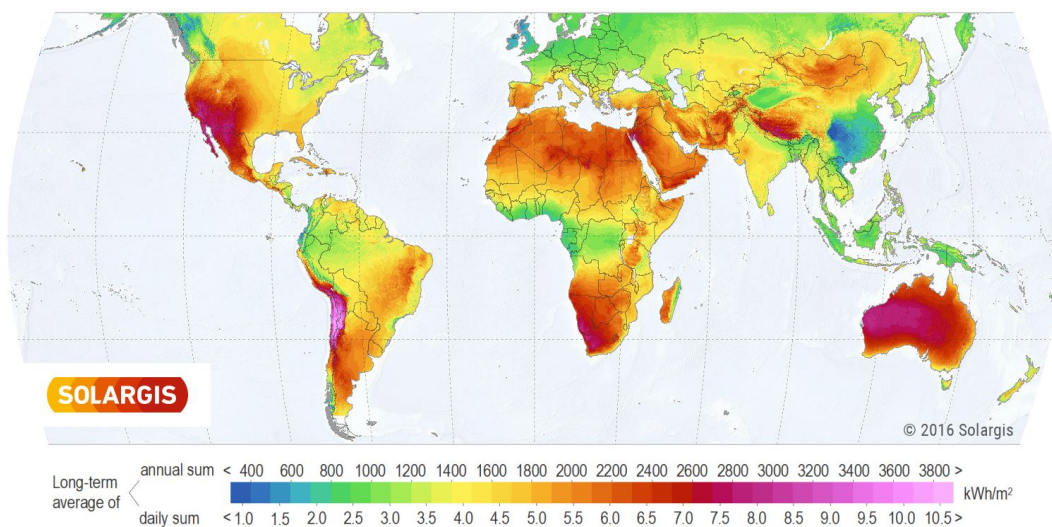 SOLARGIS
© 2016 Solargis
Long-term average of
annual sum < 400 600 800 1000 1200 1400 1600 1800 2000 2200 2400 2600 2800 3000 3200 3400 3600 3800 >
kWh/m²
daily sum < 1.0 1.5 2.0 2.5 3.0 3.5 4.0 4.5 5.0 5.5 6.0 6.5 7.0 7.5 8.0 8.5 9.0 9.5 10.0 10.5 >